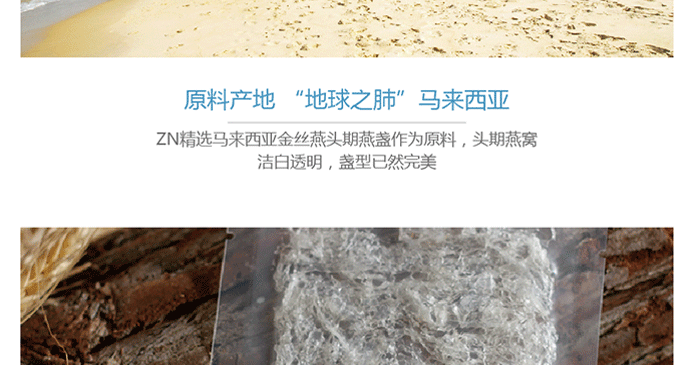 原料产地 “地球之肺”马来西亚
ZN精选马来西亚金丝燕头期燕盏作为原料，头期燕窝
洁白透明，盏型已然完美